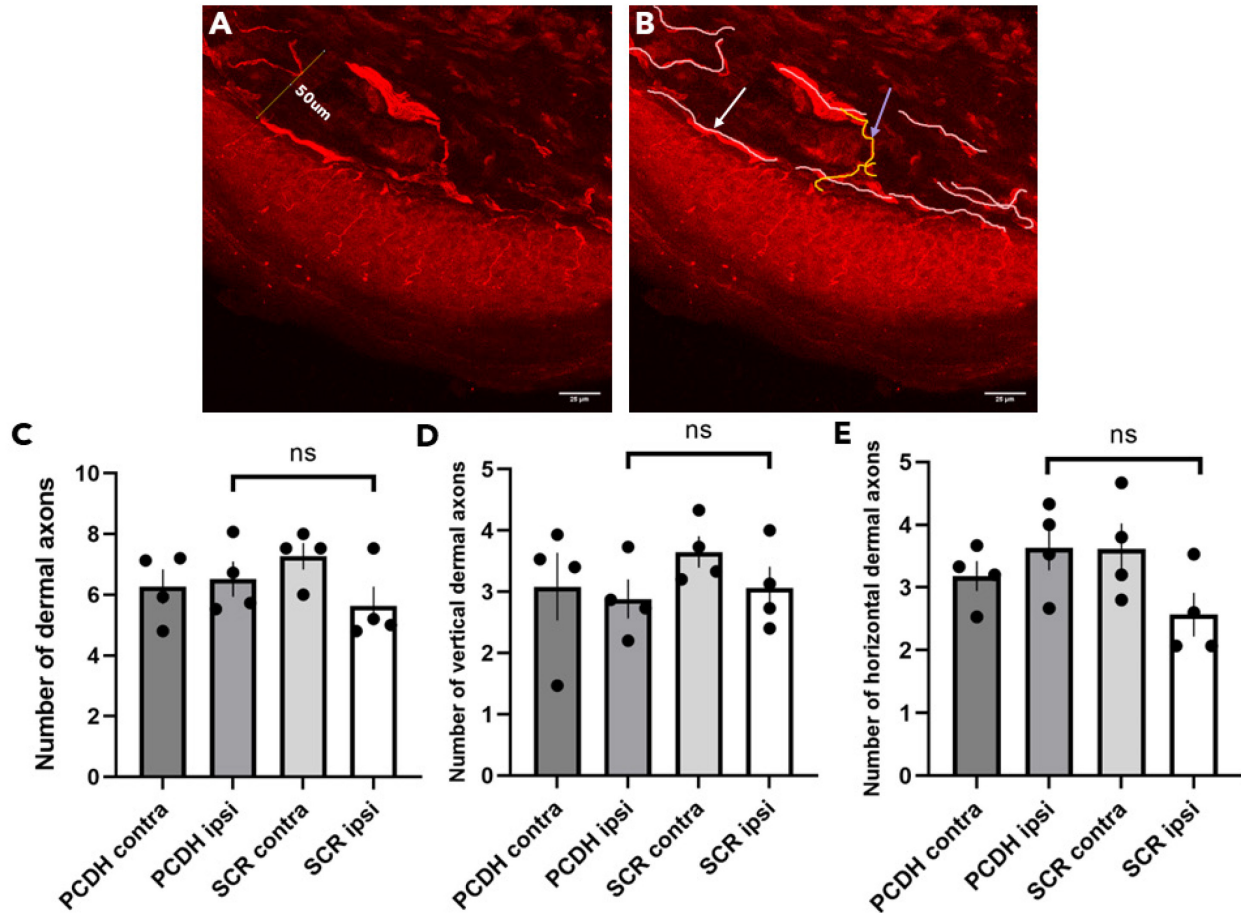 A
50um
25 µm
B
25 µm
C
Number of dermal axons
10
8
6
4
2
0
ns
PCDH contra
PCDH ipsi
SCR contra
SCR ipsi
D
Number of vertical dermal axons
5
4
3
2
1
0
ns
PCDH contra
PCDH ipsi
SCR contra
SCR ipsi
E
Number of horizontal dermal axons
5
4
3
2
1
0
ns
PCDH contra
PCDH ipsi
SCR contra
SCR ipsi